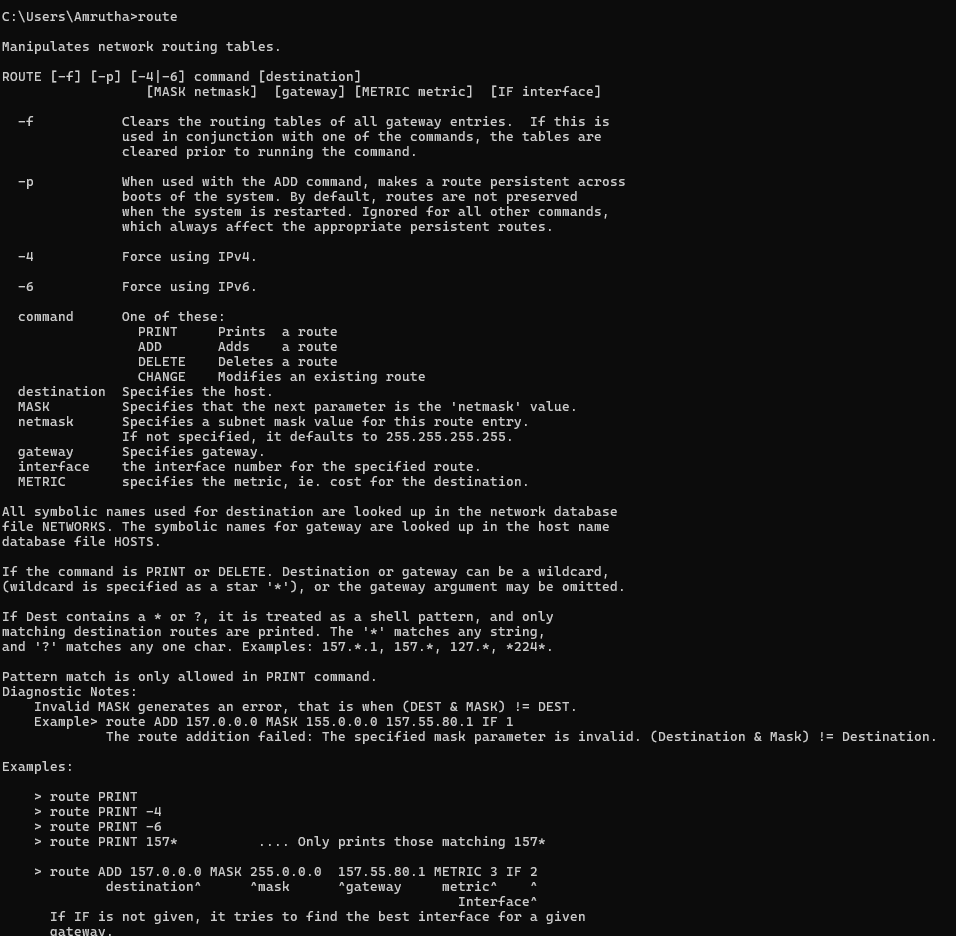 C:\Users\Amrutha>route
Manipulates network routing tables.
ROUTE [-f] [-p] [-4|-6] command [destination]
                  [MASK netmask]  [gateway] [METRIC metric]  [IF interface]
  -f           Clears the routing tables of all gateway entries.  If this is
               used in conjunction with one of the commands, the tables are
               cleared prior to running the command.
  -p           When used with the ADD command, makes a route persistent across
               boots of the system. By default, routes are not preserved
               when the system is restarted. Ignored for all other commands,
               which always affect the appropriate persistent routes.
  -4           Force using IPv4.
  -6           Force using IPv6.
  command      One of these:
                 PRINT     Prints  a route
                 ADD       Adds    a route
                 DELETE    Deletes a route
                 CHANGE    Modifies an existing route
  destination  Specifies the host.
  MASK         Specifies that the next parameter is the 'netmask' value.
  netmask      Specifies a subnet mask value for this route entry.
               If not specified, it defaults to 255.255.255.255.
  gateway      Specifies gateway.
  interface    the interface number for the specified route.
  METRIC       specifies the metric, ie. cost for the destination.
All symbolic names used for destination are looked up in the network database
file NETWORKS. The symbolic names for gateway are looked up in the host name
database file HOSTS.
If the command is PRINT or DELETE. Destination or gateway can be a wildcard,
(wildcard is specified as a star '*'), or the gateway argument may be omitted.
If Dest contains a * or ?, it is treated as a shell pattern, and only
matching destination routes are printed. The '*' matches any string,
and '?' matches any one char. Examples: 157.*.1, 157.*, 127.*, *224*.
Pattern match is only allowed in PRINT command.
Diagnostic Notes:
    Invalid MASK generates an error, that is when (DEST & MASK) != DEST.
    Example> route ADD 157.0.0.0 MASK 155.0.0.0 157.55.80.1 IF 1
             The route addition failed: The specified mask parameter is invalid. (Destination & Mask) != Destination.
Examples:
    > route PRINT
    > route PRINT -4
    > route PRINT -6
    > route PRINT 157*          .... Only prints those matching 157*
    > route ADD 157.0.0.0 MASK 255.0.0.0  157.55.80.1 METRIC 3 IF 2
             destination^      ^mask      ^gateway     metric^    ^
                                                         Interface^
      If IF is not given, it tries to find the best interface for a given
      gateway.